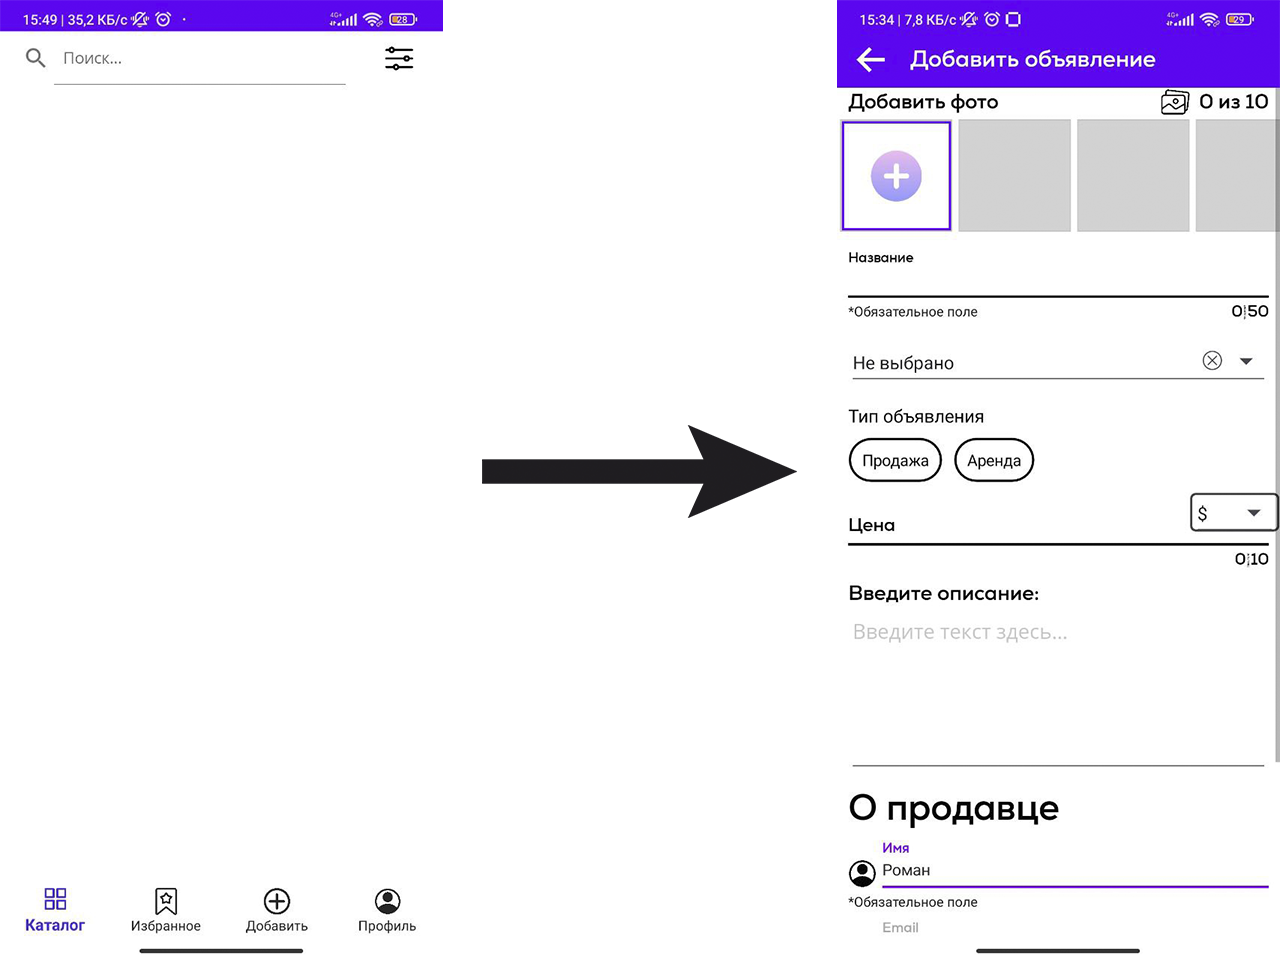 15:49 | 35,2 КБ/с
4G+
28
Поиск...
Каталог
Избранное
Добавить
Профиль
15:34 | 7,8 КБ/с
4G+
29
Добавить объявление
Добавить фото
0 из 10
Название
*Обязательное поле
0|50
Не выбрано
Тип объявления
Продажа
Аренда
$
Цена
0|10
Введите описание:
Введите текст здесь...
О продавце
Имя
Роман
*Обязательное поле
Email